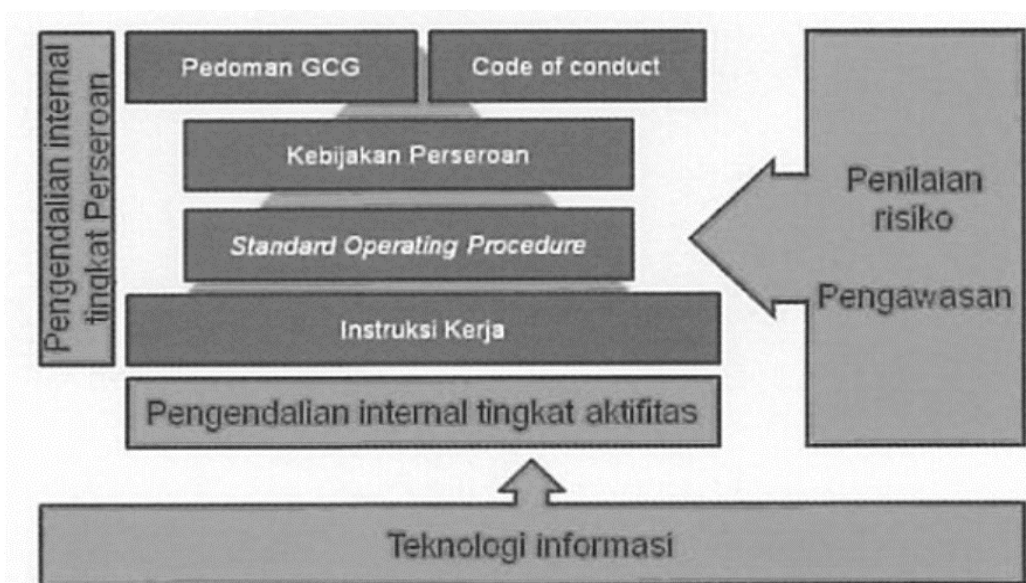 Pengendalian internal
tingkat Perseroan
Pedoman GCG
Code of conduct
Kebijakan Perseroan
Standard Operating Procedure
Instruksi Kerja
Pengendalian internal tingkat aktifitas
Penilaian
risiko
Pengawasan
Teknologi informasi